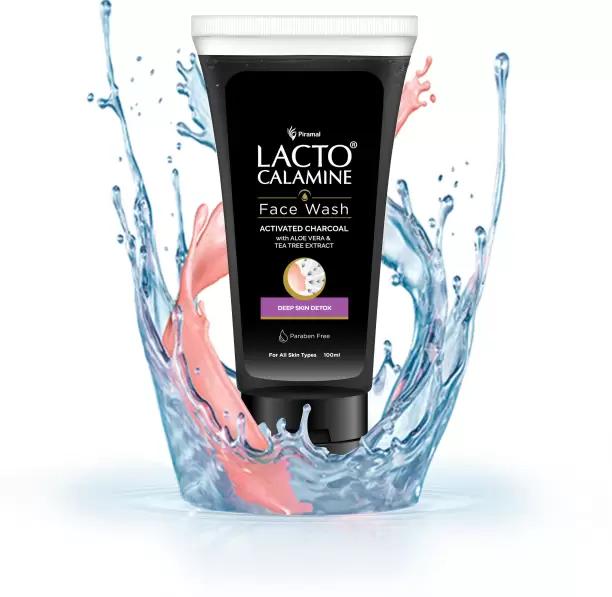 Piramal
LACTO®
CALAMINE
Face Wash
ACTIVATED CHARCOAL
with ALOE VERA &
TEA TREE EXTRACT
DEEP SKIN DETOX
Paraben Free
For All Skin Types 100ml